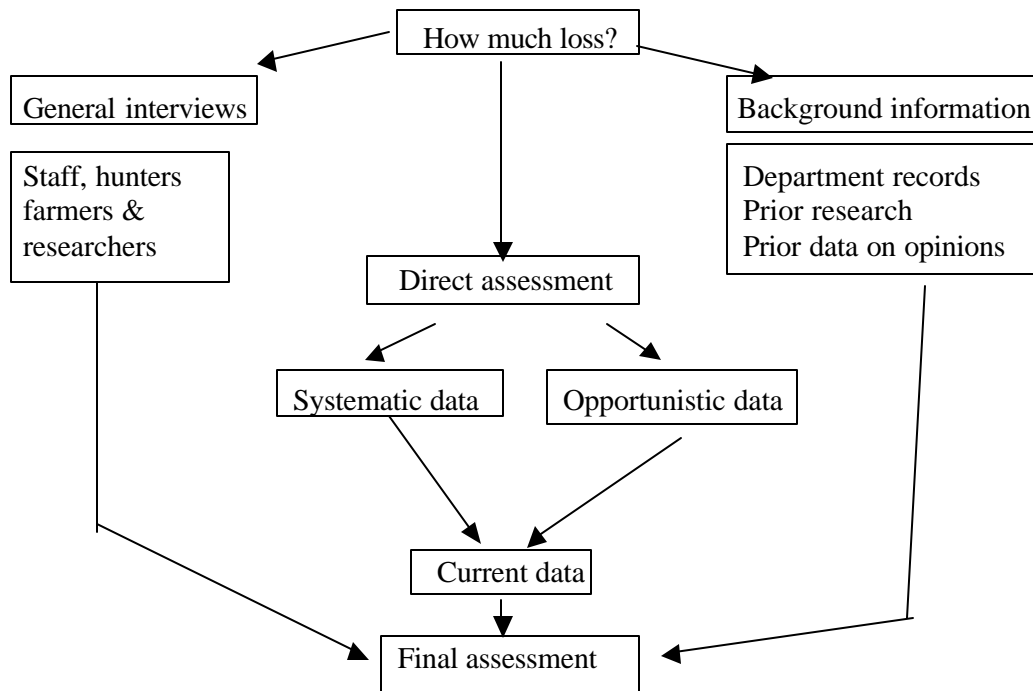 How much loss?
General interviews
Background information
Staff, hunters
farmers &
researchers
Department records
Prior research
Prior data on opinions
Direct assessment
Systematic data
Opportunistic data
Current data
Final assessment